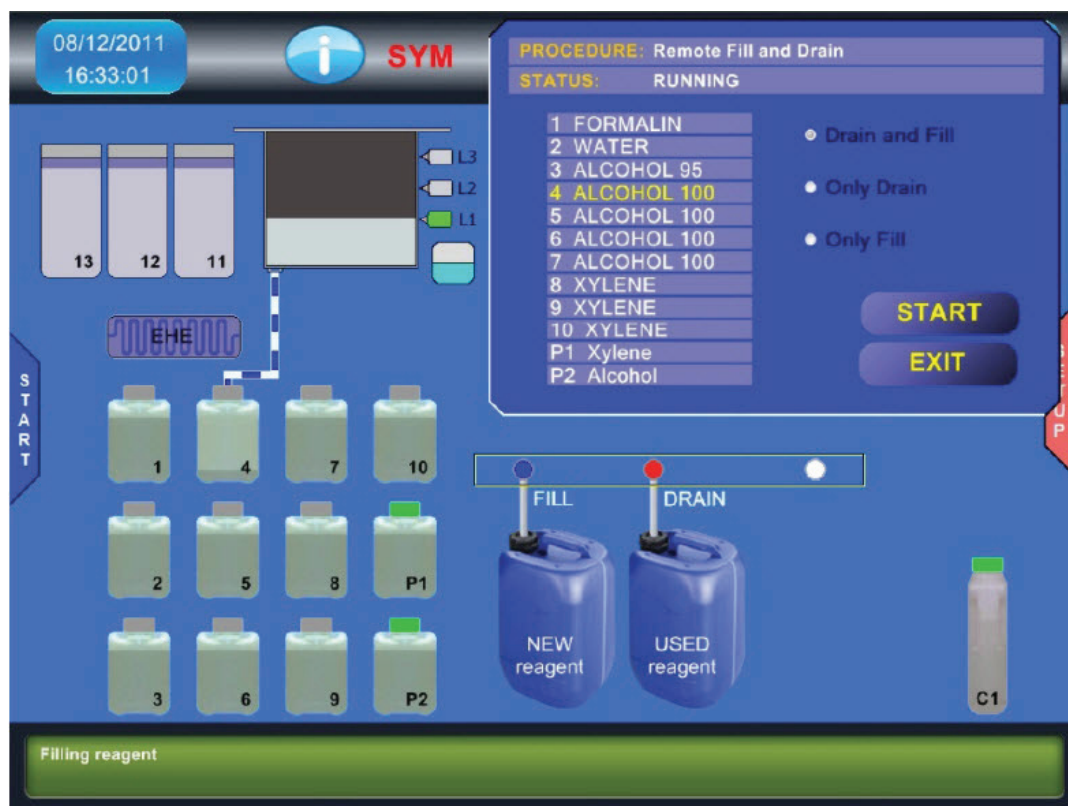 08/12/2011
16:33:01
SYM
PROCEDURE: Remote Fill and Drain
STATUS: RUNNING
1 FORMALIN
2 WATER
3 ALCOHOL 95
4 ALCOHOL 100
5 ALCOHOL 100
6 ALCOHOL 100
7 ALCOHOL 100
8 XYLENE
9 XYLENE
10 XYLENE
P1 Xylene
P2 Alcohol
Drain and Fill
Only Drain
Only Fill
START
EXIT
L3
L2
L1
13 12 11
EHE
START
1 4 7 10
2 5 8 P1
3 6 9 P2
FILL DRAIN
NEW
reagent
USED
reagent
C1
Filling reagent